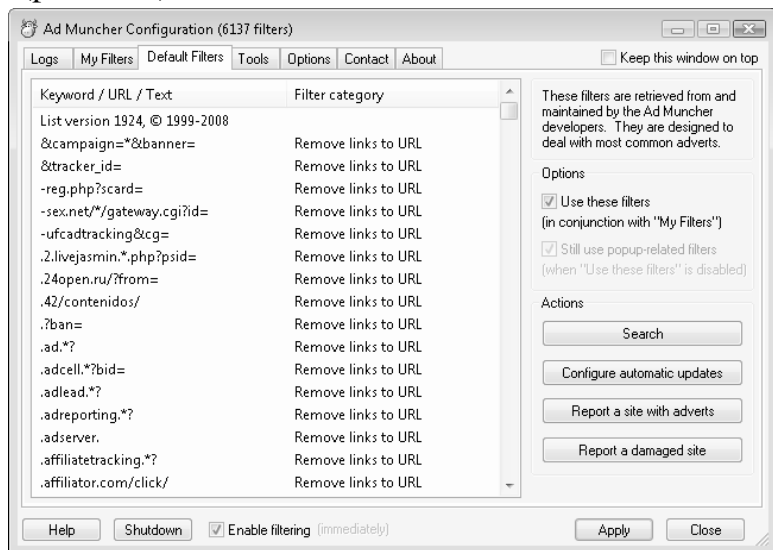 Ad Muncher Configuration (6137 filters)
Logs My Filters Default Filters Tools Options Contact About Keep this window on top
Keyword / URL / Text Filter category
List version 1924, © 1999-2008
&campaign=*&banner= Remove links to URL
&tracker_id= Remove links to URL
-reg.php?scard= Remove links to URL
-sex.net/*/gateway.cgi?id= Remove links to URL
-ufcadtracking&cg= Remove links to URL
.2.livejasmin.*.php?psid= Remove links to URL
.24open.ru/?from= Remove links to URL
.42/contenidos/ Remove links to URL
.?ban= Remove links to URL
.ad.*? Remove links to URL
.adcell.*?bid= Remove links to URL
.adlead.*? Remove links to URL
.adreporting.*? Remove links to URL
.adserver. Remove links to URL
.affiliatetracking.*? Remove links to URL
.affiliator.com/click/ Remove links to URL
These filters are retrieved from and
maintained by the Ad Muncher
developers. They are designed to
deal with most common adverts.
Options
Use these filters
(in conjunction with "My Filters")
Still use popup-related filters
(when "Use these filters" is disabled)
Actions
Search
Configure automatic updates
Report a site with adverts
Report a damaged site
Help Shutdown Enable filtering (immediately) Apply Close